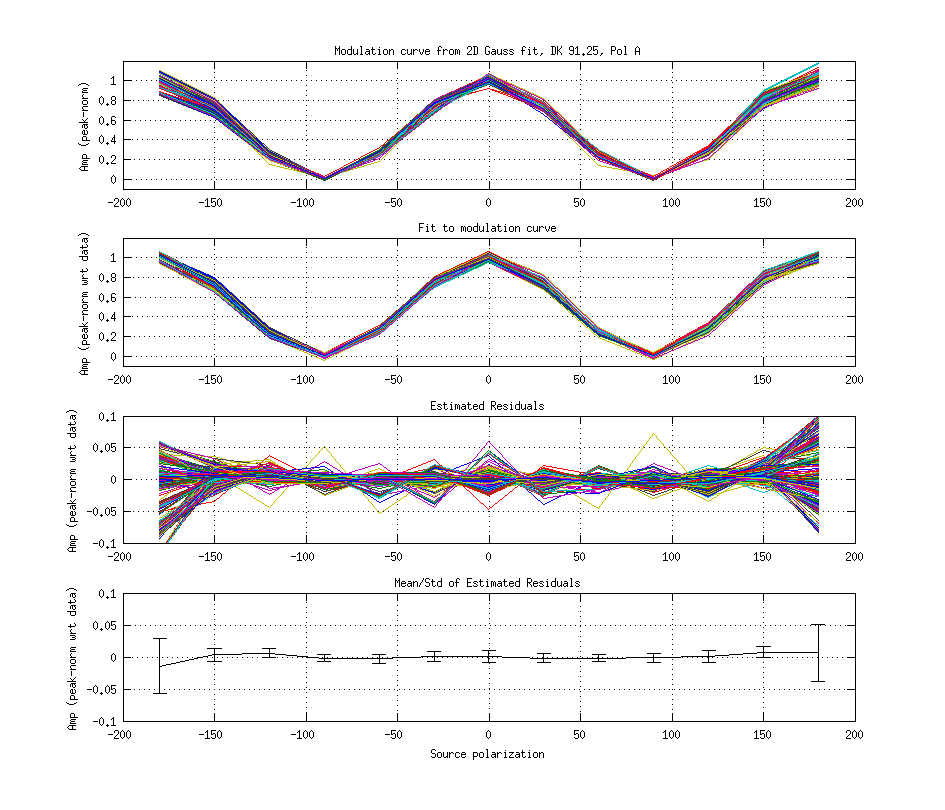 Modulation curve from 2D Gauss fit, DK 91.25, Pol A
Amp (peak-norm)
1
0.8
0.6
0.4
0.2
0
-200 -150 -100 -50 0 50 100 150 200
Fit to modulation curve
Amp (peak-norm wrt data)
1
0.8
0.6
0.4
0.2
0
-200 -150 -100 -50 0 50 100 150 200
Estimated Residuals
Amp (peak-norm wrt data)
0.1
0.05
0
-0.05
-0.1
-200 -150 -100 -50 0 50 100 150 200
Mean/Std of Estimated Residuals
Amp (peak-norm wrt data)
0.1
0.05
0
-0.05
-0.1
-200 -150 -100 -50 0 50 100 150 200
Source polarization